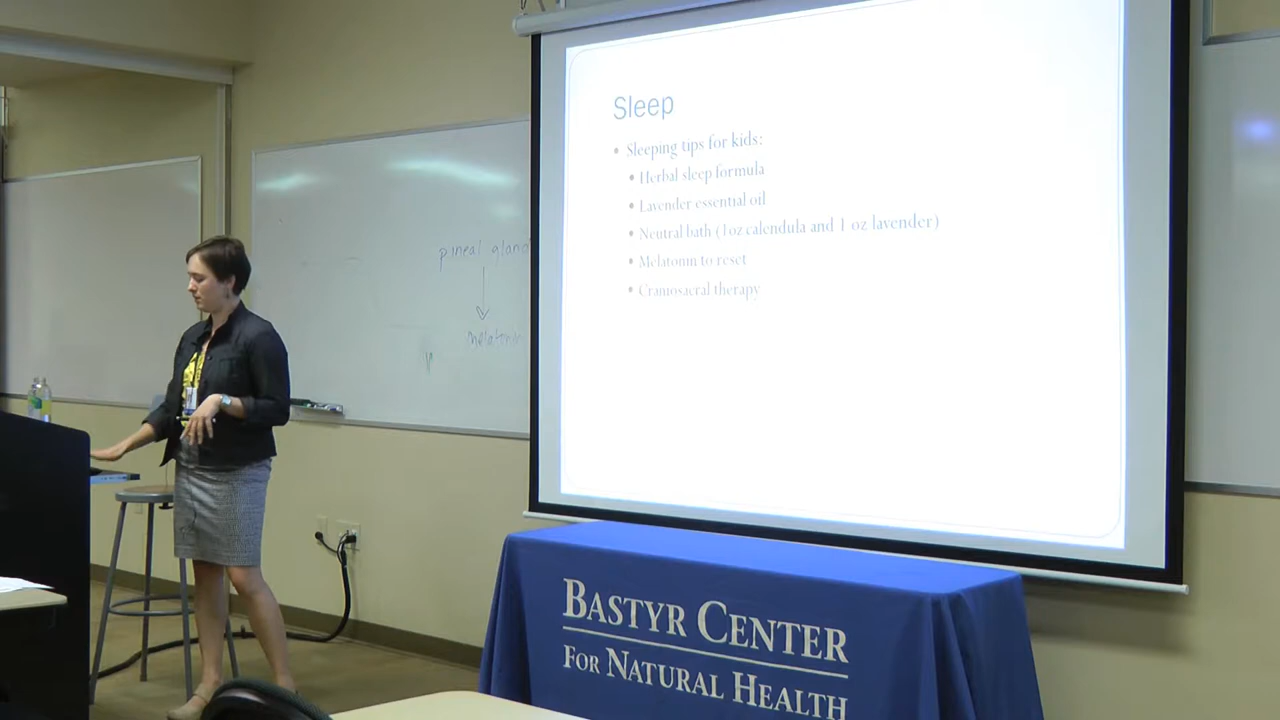 Sleep
• Sleeping tips for kids:
• Herbal sleep formula
• Lavender essential oil
• Neutral bath (1oz calendula and 1 oz lavender)
• Melatonin to reset
• Craniosacral therapy
pineal gland
melatonin
BASTYR CENTER
FOR NATURAL HEALTH